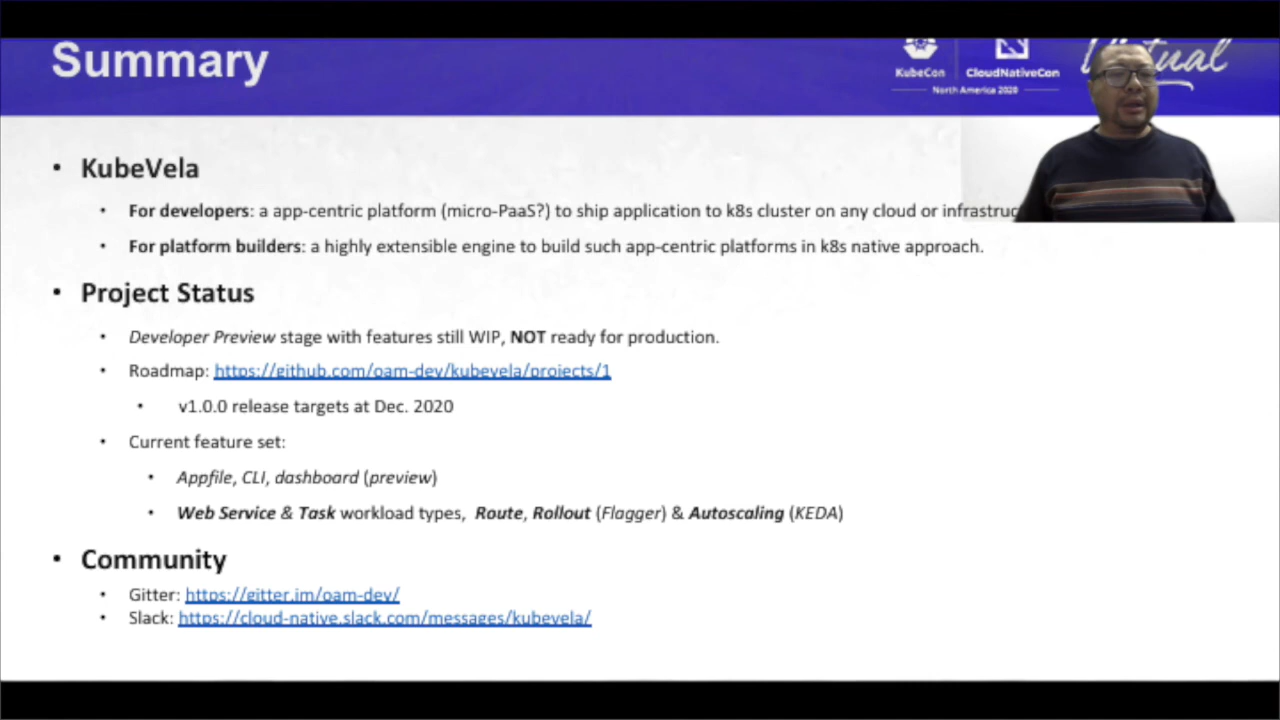 Summary
KubeCon
CloudNativeCon
North America 2020
• KubeVela
• For developers: a app-centric platform (micro-PaaS?) to ship application to k8s cluster on any cloud or
• For platform builders: a highly extensible engine to build such app-centric platforms in k8s native approach.
• Project Status
• Developer Preview stage with features still WIP, NOT ready for production.
• Roadmap: https://github.com/oam-dev/kubevela/projects/1
• v1.0.0 release targets at Dec. 2020
• Current feature set:
• Appfile, CLI, dashboard (preview)
• Web Service & Task workload types, Route, Rollout (Flagger) & Autoscaling (KEDA)
• Community
• Gitter: https://gitter.im/oam-dev/
• Slack: https://cloud-native.slack.com/messages/kubevela/